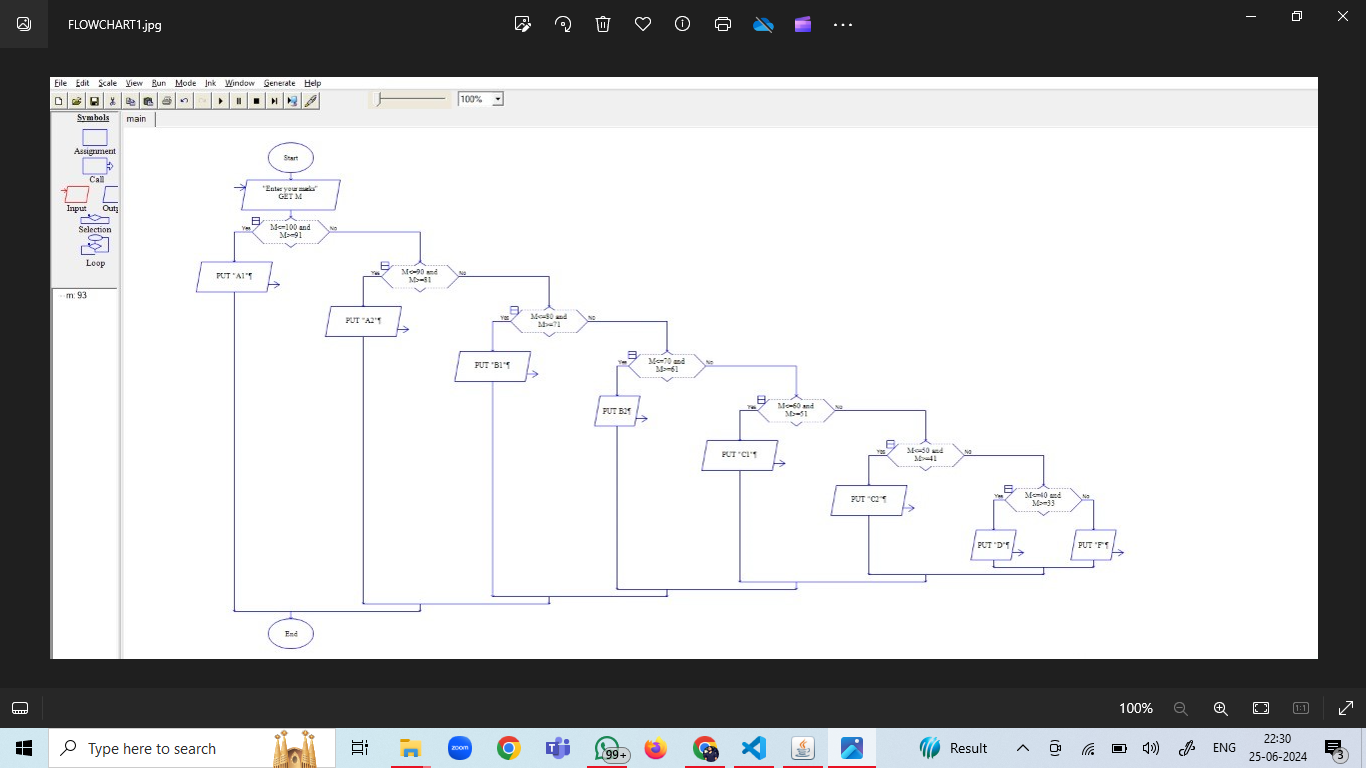 FLOWCHART1.jpg
File Edit Scale View Run Mode Ink Window Generate Help
100%
Symbols
main
Assignment
Call
Input Outp
Selection
Loop
m: 93
Start
"Enter your marks"
GET M
Yes
M<=100 and
M>=91
No
PUT "A1"¶
Yes
M<=90 and
M>=81
No
PUT "A2"¶
Yes
M<=80 and
M>=71
No
PUT "B1"¶
Yes
M<=70 and
M>=61
No
PUT B2¶
Yes
M<=60 and
M>=51
No
PUT "C1"¶
Yes
M<=50 and
M>=41
No
PUT "C2"¶
Yes
M<=40 and
M>=33
No
PUT "D"¶
PUT "F"¶
End
100%
1:1
Type here to search
zoom
99+
Result
ENG
22:30
25-06-2024
3